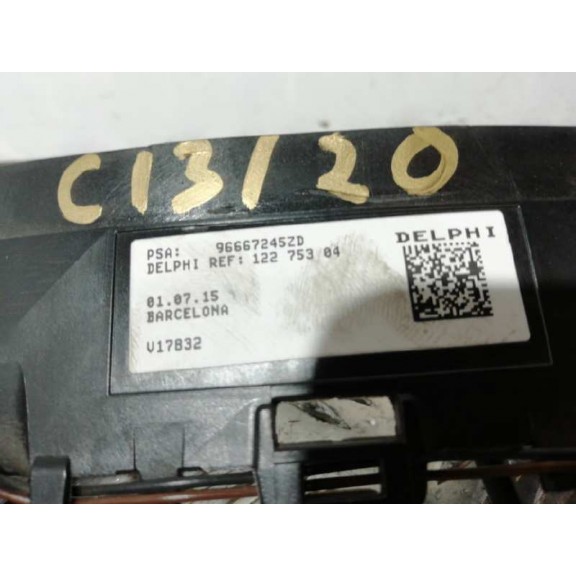 C13/20
PSA: 96667245ZD
DELPHI
DELPHI REF: 122 753 04
01.07.15
BARCELONA
V17832